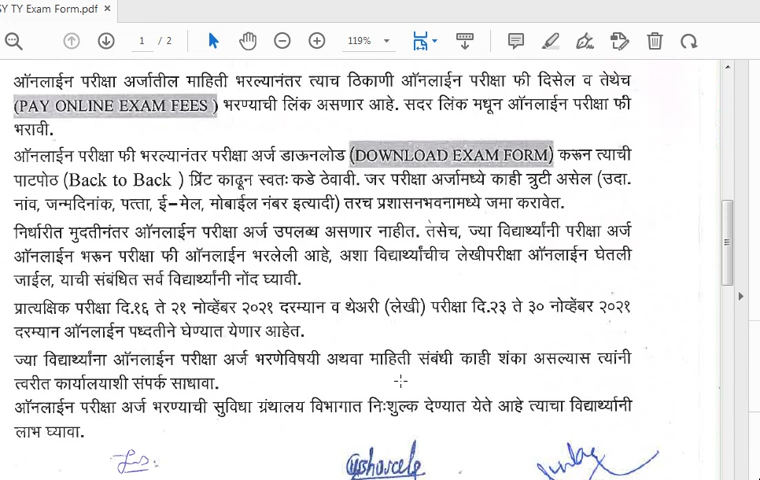 SY TY Exam Form.pdf ×
1 / 2
119%
ऑनलाईन परीक्षा अर्जातील माहिती भरल्यानंतर त्याच ठिकाणी ऑनलाईन परीक्षा फी दिसेल व तेथेच
(PAY ONLINE EXAM FEES ) भरण्याची लिंक असणार आहे. सदर लिंक मधून ऑनलाईन परीक्षा फी
भरावी.
ऑनलाईन परीक्षा फी भरल्यानंतर परीक्षा अर्ज डाऊनलोड (DOWNLOAD EXAM FORM) करून त्याची
पाटपोठ (Back to Back ) प्रिंट काढून स्वतः कडे ठेवावी. जर परीक्षा अर्जामध्ये काही त्रुटी असेल (उदा.
नांव, जन्मदिनांक, पत्ता, ई-मेल, मोबाईल नंबर इत्यादी) तरच प्रशासनभवनामध्ये जमा करावेत.
निर्धारीत मुदतीनंतर ऑनलाईन परीक्षा अर्ज उपलब्ध असणार नाहीत. तसेच, ज्या विद्यार्थ्यांनी परीक्षा अर्ज
ऑनलाईन भरून परीक्षा फी ऑनलाईन भरलेली आहे, अशा विद्यार्थ्यांचीच लेखीपरीक्षा ऑनलाईन घेतली
जाईल, याची संबंधित सर्व विद्यार्थ्यांनी नोंद घ्यावी.
प्रात्यक्षिक परीक्षा दि.१६ ते २१ नोव्हेंबर २०२१ दरम्यान व थेअरी (लेखी) परीक्षा दि.२३ ते ३० नोव्हेंबर २०२१
दरम्यान ऑनलाईन पध्दतीने घेण्यात येणार आहेत.
ज्या विद्यार्थ्यांना ऑनलाईन परीक्षा अर्ज भरणेविषयी अथवा माहिती संबंधी काही शंका असल्यास त्यांनी
त्वरीत कार्यालयाशी संपर्क साधावा.
ऑनलाईन परीक्षा अर्ज भरण्याची सुविधा ग्रंथालय विभागात निःशुल्क देण्यात येते आहे त्याचा विद्यार्थ्यांनी
लाभ घ्यावा.